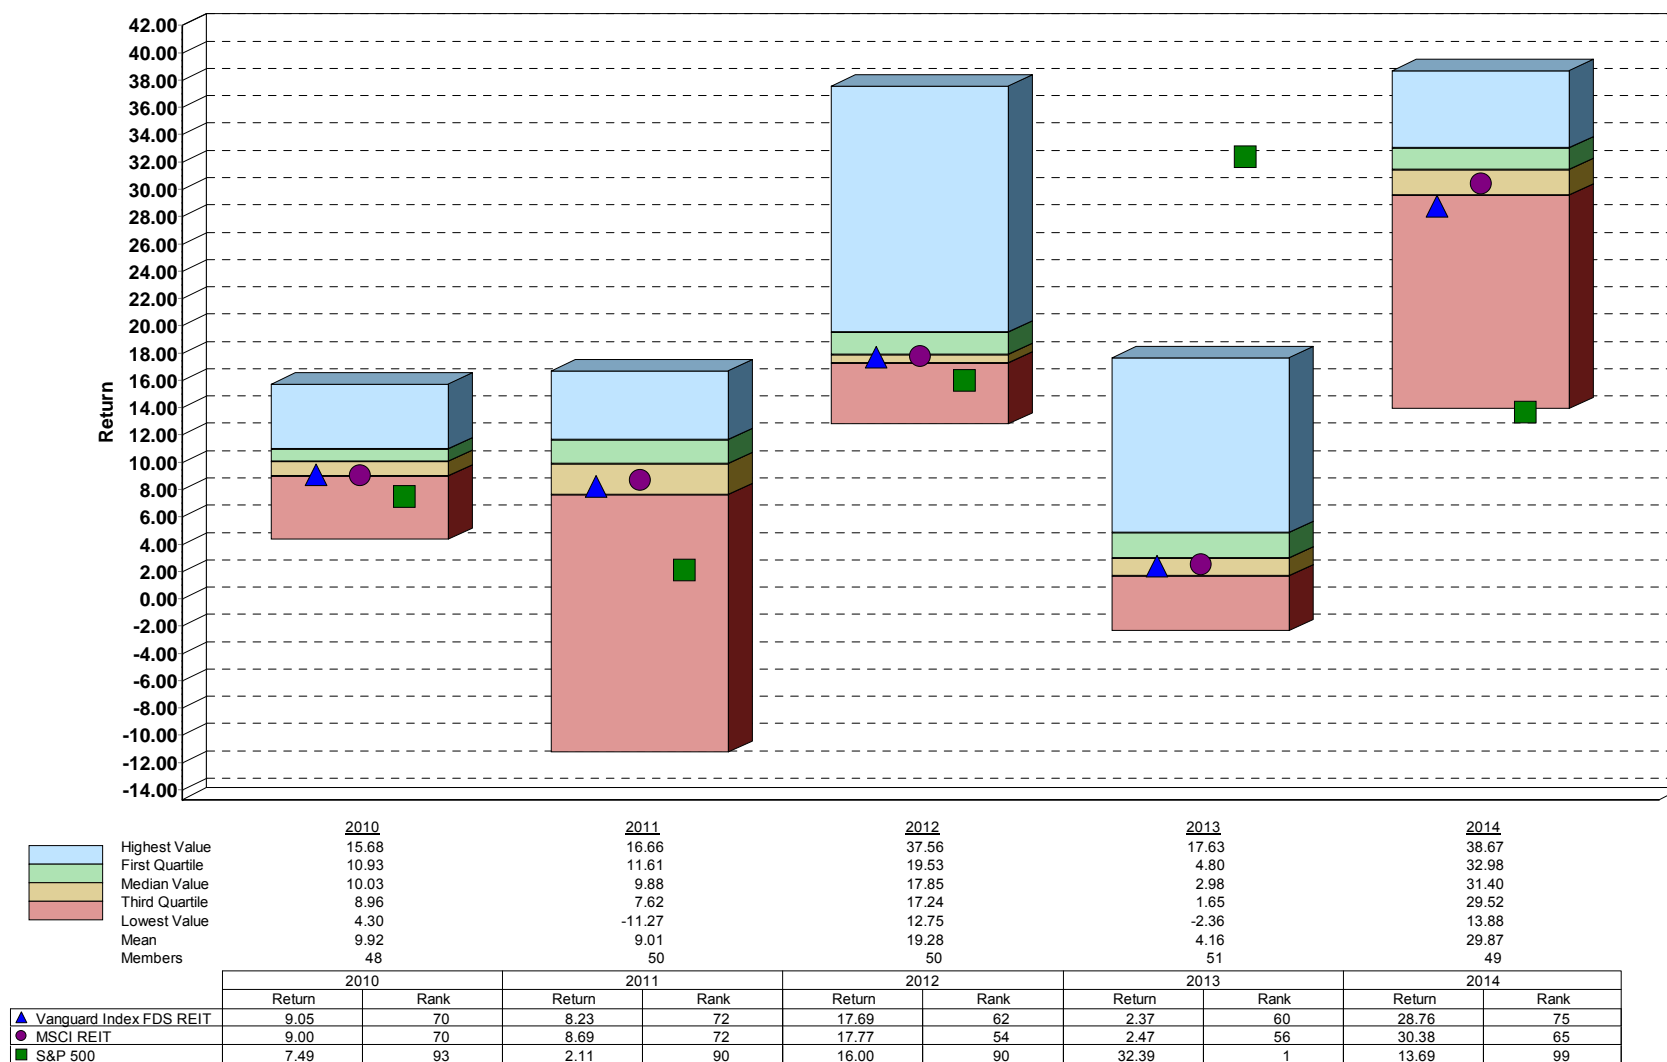 42.00
40.00
38.00
36.00
34.00
32.00
30.00
28.00
26.00
24.00
22.00
20.00
18.00
16.00
14.00
12.00
10.00
8.00
6.00
4.00
2.00
0.00
-2.00
-4.00
-6.00
-8.00
-10.00
-12.00
-14.00
Return
2010 2011 2012 2013 2014
Highest Value 15.68 16.66 37.56 17.63 38.67
First Quartile 10.93 11.61 19.53 4.80 32.98
Median Value 10.03 9.88 17.85 2.98 31.40
Third Quartile 8.96 7.62 17.24 1.65 29.52
Lowest Value 4.30 -11.27 12.75 -2.36 13.88
Mean 9.92 9.01 19.28 4.16 29.87
Members 48 50 50 51 49
2010 2011 2012 2013 2014
Return Rank Return Rank Return Rank Return Rank Return Rank
Vanguard Index FDS REIT 9.05 70 8.23 72 17.69 62 2.37 60 28.76 75
MSCI REIT 9.00 70 8.69 72 17.77 54 2.47 56 30.38 65
S&P 500 7.49 93 2.11 90 16.00 90 32.39 1 13.69 99